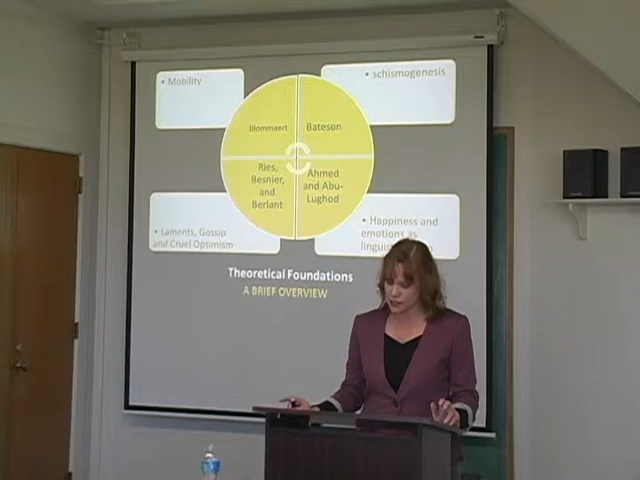 • Mobility
• schismogenesis
Blommaert
Bateson
Ries,
Besnier,
and
Berlant
Ahmed
and Abu-
Lughod
• Laments, Gossip
and Cruel Optimism
• Happiness and
emotions as
Theoretical Foundations
A BRIEF OVERVIEW